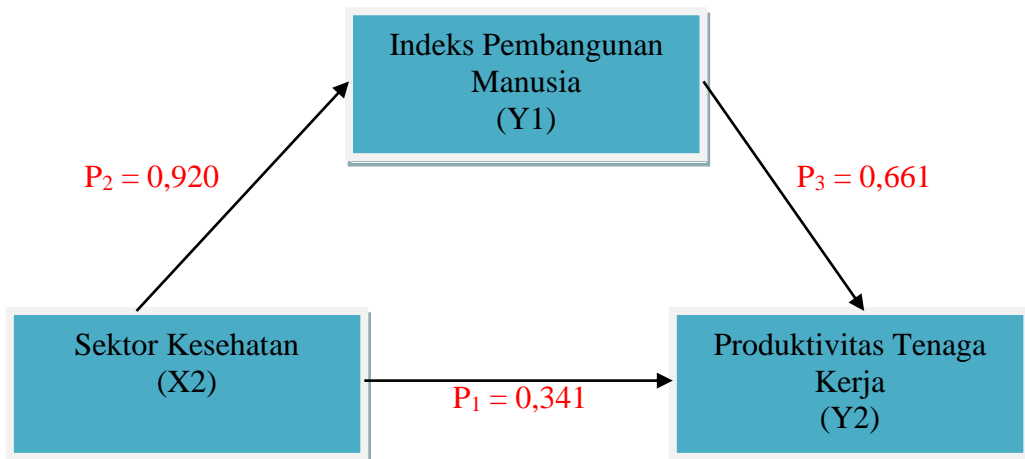 Indeks Pembangunan
Manusia
(Y1)
P₂ = 0,920
P₃ = 0,661
Sektor Kesehatan
(X2)
P₁ = 0,341
Produktivitas Tenaga
Kerja
(Y2)